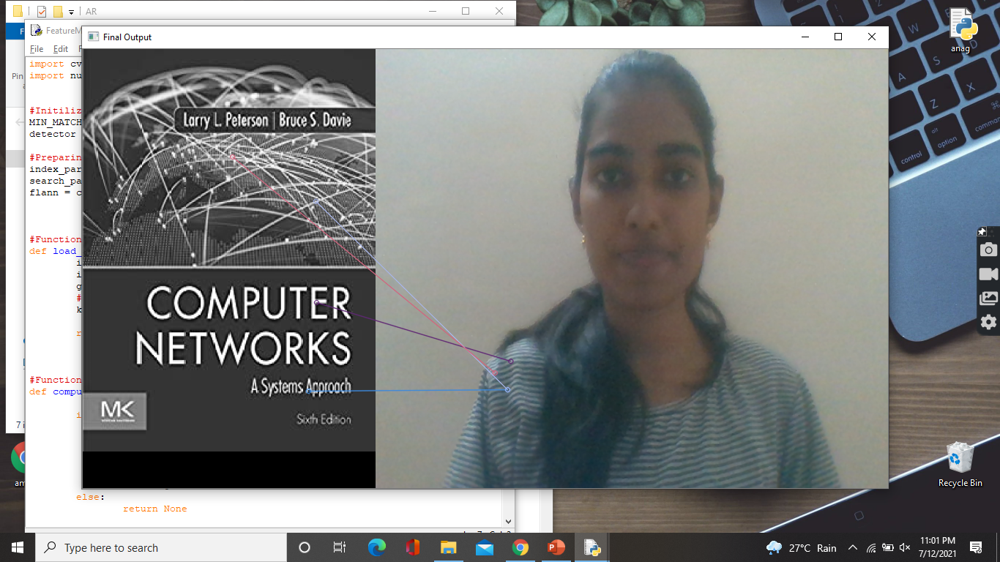 AR
FeatureM
Final Output
File Edit
Pin
import cv
import nu
#Initiliz
MIN_MATCH
detector
#Preparin
index_par
search_pa
flann = c
#Function
def load_
#Function
def compu
else:
return None
Larry L. Peterson | Bruce S. Davie
COMPUTER
NETWORKS
A Systems Approach
Sixth Edition
MK
anag
W
A
S
D
Z
X
control
alt
option
command
Recycle Bin
Type here to search
27°C Rain
11:01 PM
7/12/2021